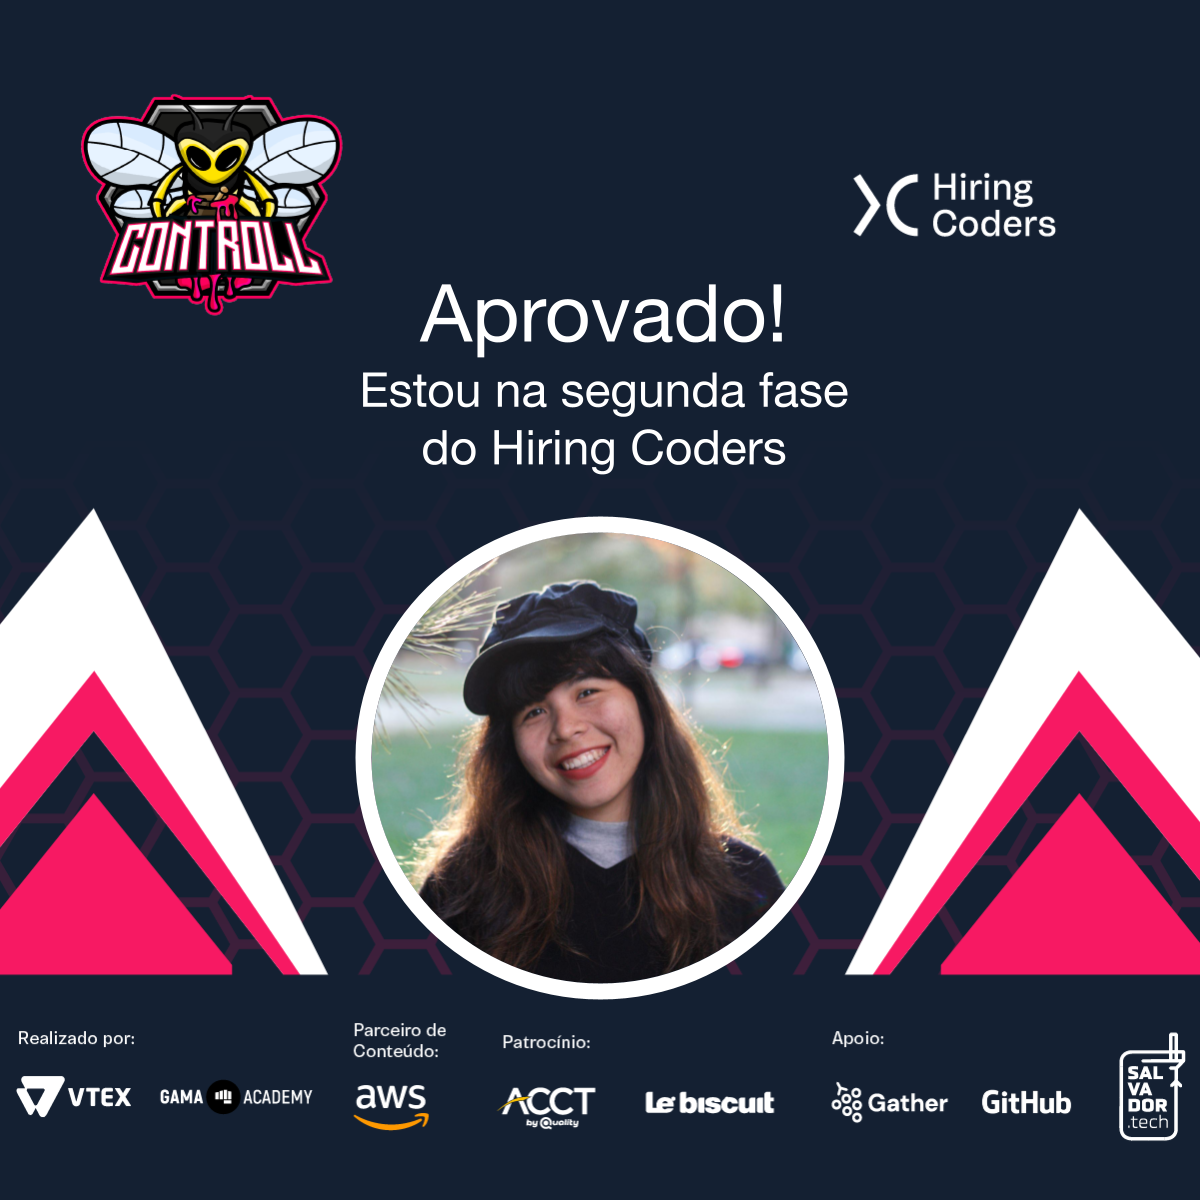 CONTROLL
Hiring
Coders
Aprovado!
Estou na segunda fase
do Hiring Coders
Realizado por:
VTEX
GAMA ACADEMY
Parceiro de
Conteúdo:
aws
Patrocínio:
ACCT
by Quality
Le biscuit
Apoio:
Gather
GitHub
SAL
VA
DOR
.tech